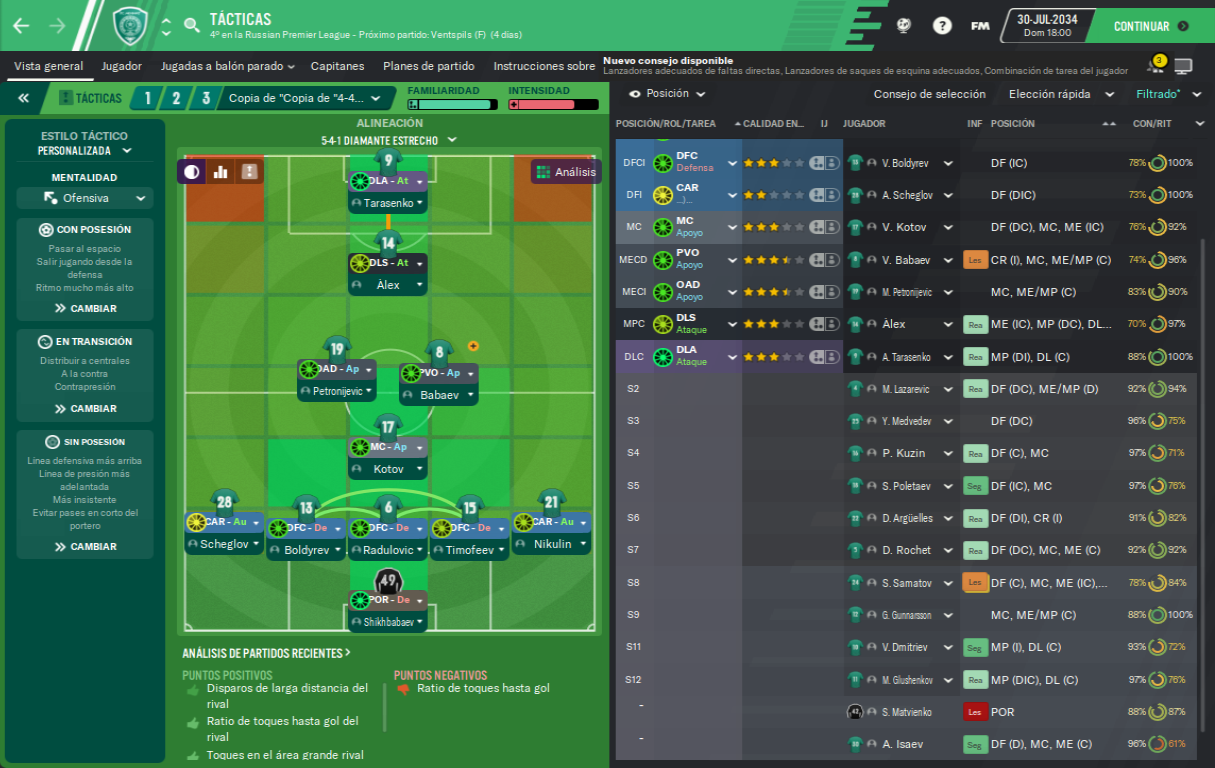 TÁCTICAS
4º en la Russian Premier League - Próximo partido: Ventspils (F) (4 días)
?
FM
30-JUL-2034
Dom 18:00
CONTINUAR
Vista general
Jugador
Jugadas a balón parado
Capitanes
Planes de partido
Instrucciones sobre
Nuevo consejo disponible
Lanzadores adecuados de faltas directas, Lanzadores de saques de esquina adecuados, Combinación de tarea del jugador
3
TÁCTICAS
1
2
3
Copia de "Copia de "4-4...
FAMILIARIDAD
INTENSIDAD
Posición
Consejo de selección
Elección rápida
Filtrado*
ESTILO TÁCTICO
PERSONALIZADA
MENTALIDAD
Ofensiva
CON POSESIÓN
Pasar al espacio
Salir jugando desde la
defensa
Ritmo mucho más alto
CAMBIAR
EN TRANSICIÓN
Distribuir a centrales
A la contra
Contrapresión
CAMBIAR
SIN POSESIÓN
Línea defensiva más arriba
Línea de presión más
adelantada
Más insistente
Evitar pases en corto del
portero
CAMBIAR
ALINEACIÓN
5-4-1 DIAMANTE ESTRECHO
Análisis
9
DLA - At
Tarasenko
14
DLS - At
Àlex
19
OAD - Ap
Petronijevic
8
PVO - Ap
Babaev
17
MC - Ap
Kotov
28
CAR - Au
Scheglov
13
DFC - De
Boldyrev
6
DFC - De
Radulovic
15
DFC - De
Timofeev
21
CAR - Au
Nikulin
49
POR - De
Shikhbabaev
ANÁLISIS DE PARTIDOS RECIENTES >
PUNTOS POSITIVOS
Disparos de larga distancia del
rival
Ratio de toques hasta gol del
rival
Toques en el área grande rival
PUNTOS NEGATIVOS
Ratio de toques hasta gol
POSICIÓN/ROL/TAREA
CALIDAD EN...
IJ
JUGADOR
INF
POSICIÓN
CON/RIT
DFCI DFC Defensa V. Boldyrev DF (IC) 78% 100%
DFI CAR ...)... A. Scheglov DF (DIC) 73% 100%
MC MC Apoyo V. Kotov DF (DC), MC, ME (IC) 76% 92%
MECD PVO Apoyo V. Babaev Les CR (I), MC, ME/MP (C) 74% 96%
MECI OAD Apoyo M. Petronijevic MC, ME/MP (C) 83% 90%
MPC DLS Ataque Àlex Rea ME (IC), MP (DC), DL... 70% 97%
DLC DLA Ataque A. Tarasenko Rea MP (DI), DL (C) 88% 100%
S2 M. Lazarevic Rea DF (DC), ME/MP (D) 92% 94%
S3 Y. Medvedev DF (DC) 96% 75%
S4 P. Kuzin Rea DF (C), MC 97% 71%
S5 S. Poletaev Seg DF (IC), MC 97% 76%
S6 D. Argüelles Rea DF (DI), CR (I) 91% 82%
S7 D. Rochet Rea DF (DC), MC, ME (C) 92% 92%
S8 S. Samatov Les DF (C), MC, ME (IC),... 78% 84%
S9 G. Gunnarsson MC, ME/MP (C) 88% 100%
S11 V. Dmitriev Seg MP (I), DL (C) 93% 72%
S12 M. Glushenkov Rea MP (DIC), DL (C) 97% 76%
- S. Matvienko Les POR 88% 87%
- A. Isaev Seg DF (D), MC, ME (C) 96% 61%